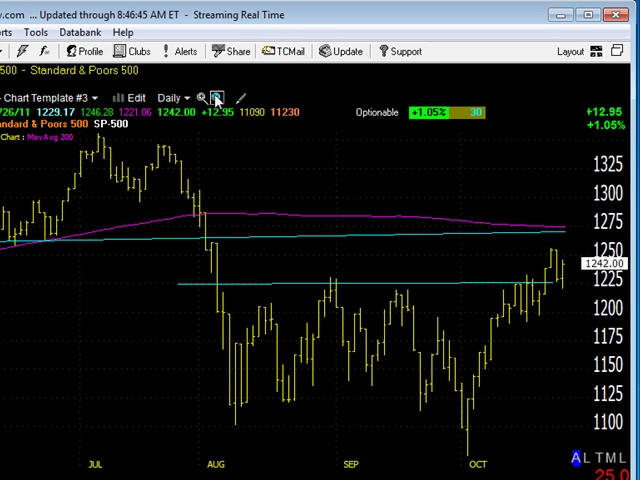 y.com ... Updated through 8:46:45 AM ET - Streaming Real Time
rts Tools Databank Help
Profile Clubs Alerts Share TCMail Update Support Layout
500 - Standard & Poors 500
Chart Template #3 Edit Daily
/26/11 1229.17 1246.28 1221.06 1242.00 +12.95 11090 11230 Optionable +1.05% 30 +12.95
andard & Poors 500 SP-500 +1.05%
Chart : MovAvg 200
1325
1300
1275
1250
1242.00
1225
1200
1175
1150
1125
1100
JUL AUG SEP OCT
A L T M L
25.0